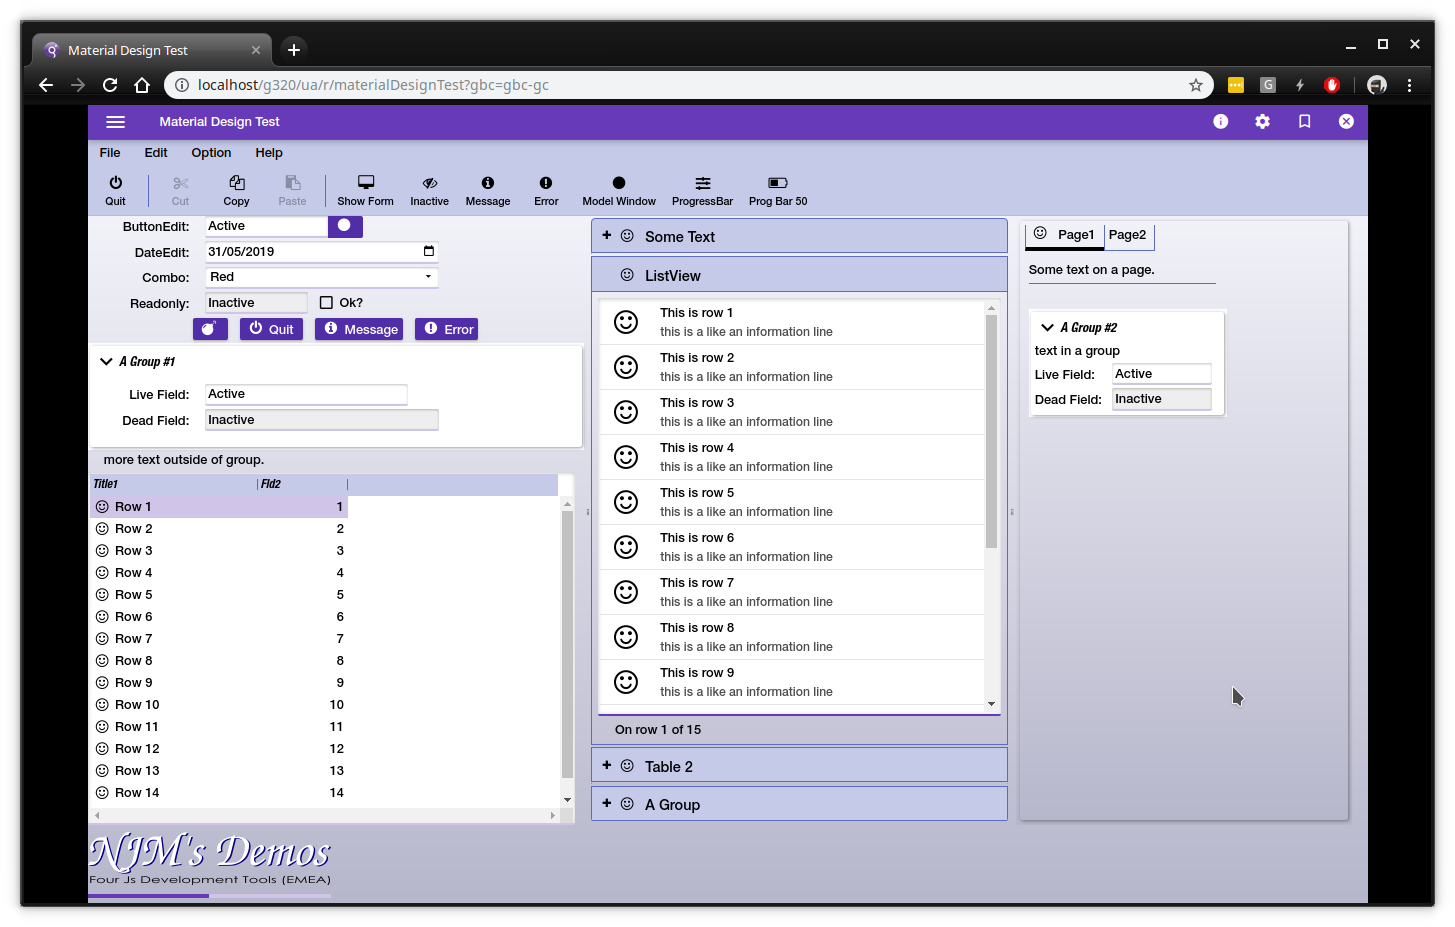 Material Design Test
localhost/g320/ua/r/materialDesignTest?gbc=gbc-gc
G
Material Design Test
File Edit Option Help
Quit Cut Copy Paste Show Form Inactive Message Error Model Window ProgressBar Prog Bar 50
ButtonEdit: Active
DateEdit: 31/05/2019
Combo: Red
Readonly: Inactive Ok?
Quit Message Error
A Group #1
Live Field: Active
Dead Field: Inactive
more text outside of group.
Title1 Fld2
Row 1 1
Row 2 2
Row 3 3
Row 4 4
Row 5 5
Row 6 6
Row 7 7
Row 8 8
Row 9 9
Row 10 10
Row 11 11
Row 12 12
Row 13 13
Row 14 14
NJM's Demos
Four Js Development Tools (EMEA)
Some Text
ListView
This is row 1
this is a like an information line
This is row 2
this is a like an information line
This is row 3
this is a like an information line
This is row 4
this is a like an information line
This is row 5
this is a like an information line
This is row 6
this is a like an information line
This is row 7
this is a like an information line
This is row 8
this is a like an information line
This is row 9
this is a like an information line
On row 1 of 15
Table 2
A Group
Page1 Page2
Some text on a page.
A Group #2
text in a group
Live Field: Active
Dead Field: Inactive